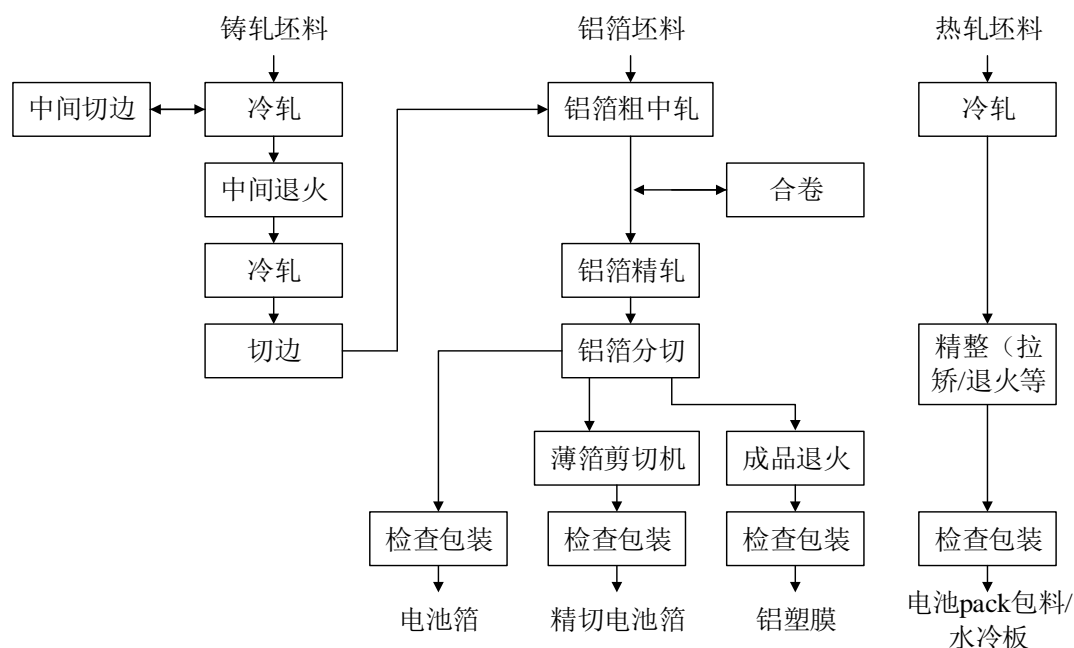 铸轧坯料
铝箔坯料
热轧坯料
中间切边
冷轧
铝箔粗中轧
冷轧
中间退火
合卷
冷轧
铝箔精轧
切边
铝箔分切
精整（拉
矫/退火等
薄箔剪切机
成品退火
检查包装
检查包装
检查包装
检查包装
电池箔
精切电池箔
铝塑膜
电池pack包料/
水冷板